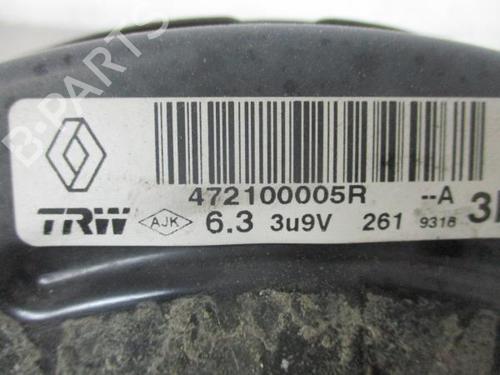 B-PARTS
472100005R --A
TRW AJK 6.3 3u9V 261 9318